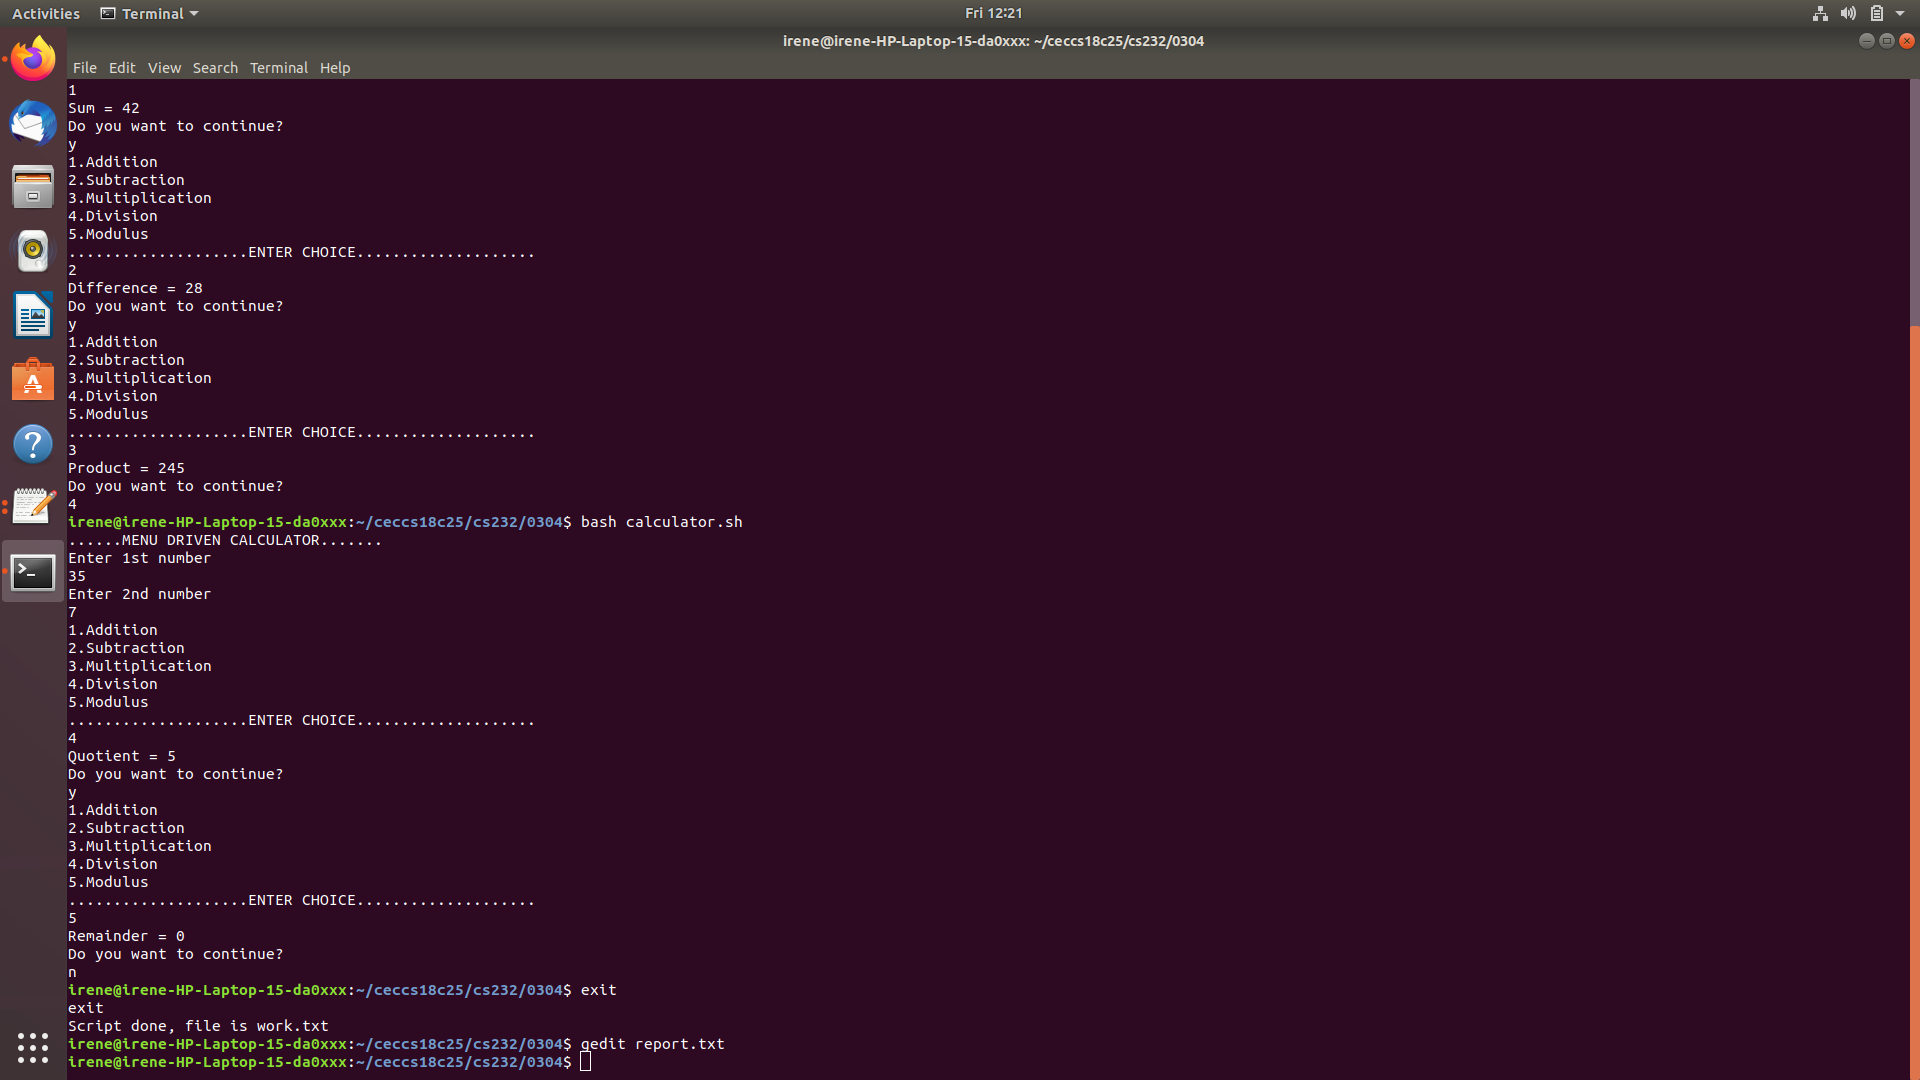 Activities Terminal Fri 12:21
irene@irene-HP-Laptop-15-da0xxx: ~/ceccs18c25/cs232/0304
File Edit View Search Terminal Help
1
Sum = 42
Do you want to continue?
y
1.Addition
2.Subtraction
3.Multiplication
4.Division
5.Modulus
....................ENTER CHOICE....................
2
Difference = 28
Do you want to continue?
y
1.Addition
2.Subtraction
3.Multiplication
4.Division
5.Modulus
....................ENTER CHOICE....................
3
Product = 245
Do you want to continue?
4
irene@irene-HP-Laptop-15-da0xxx:~/ceccs18c25/cs232/0304$ bash calculator.sh
......MENU DRIVEN CALCULATOR.......
Enter 1st number
35
Enter 2nd number
7
1.Addition
2.Subtraction
3.Multiplication
4.Division
5.Modulus
....................ENTER CHOICE....................
4
Quotient = 5
Do you want to continue?
y
1.Addition
2.Subtraction
3.Multiplication
4.Division
5.Modulus
....................ENTER CHOICE....................
5
Remainder = 0
Do you want to continue?
n
irene@irene-HP-Laptop-15-da0xxx:~/ceccs18c25/cs232/0304$ exit
exit
Script done, file is work.txt
irene@irene-HP-Laptop-15-da0xxx:~/ceccs18c25/cs232/0304$ gedit report.txt
irene@irene-HP-Laptop-15-da0xxx:~/ceccs18c25/cs232/0304$